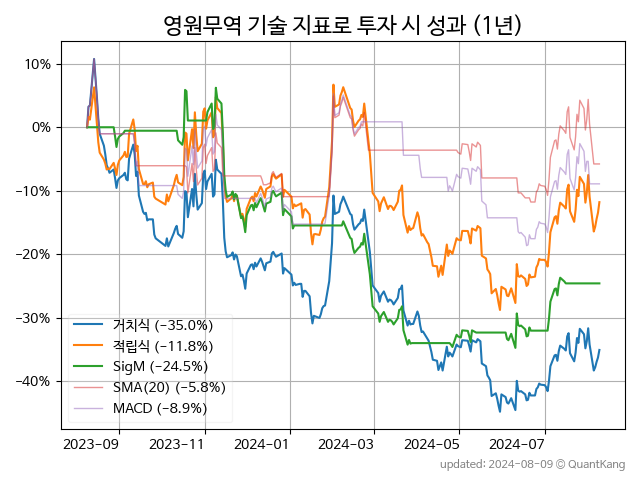 영원무역 기술 지표로 투자 시 성과 (1년)
10%
0%
−10%
−20%
−30%
−40%
거치식 (−35.0%)
적립식 (−11.8%)
SigM (−24.5%)
SMA(20) (−5.8%)
MACD (−8.9%)
2023-09
2023-11
2024-01
2024-03
2024-05
2024-07
updated: 2024-08-09 © QuantKang